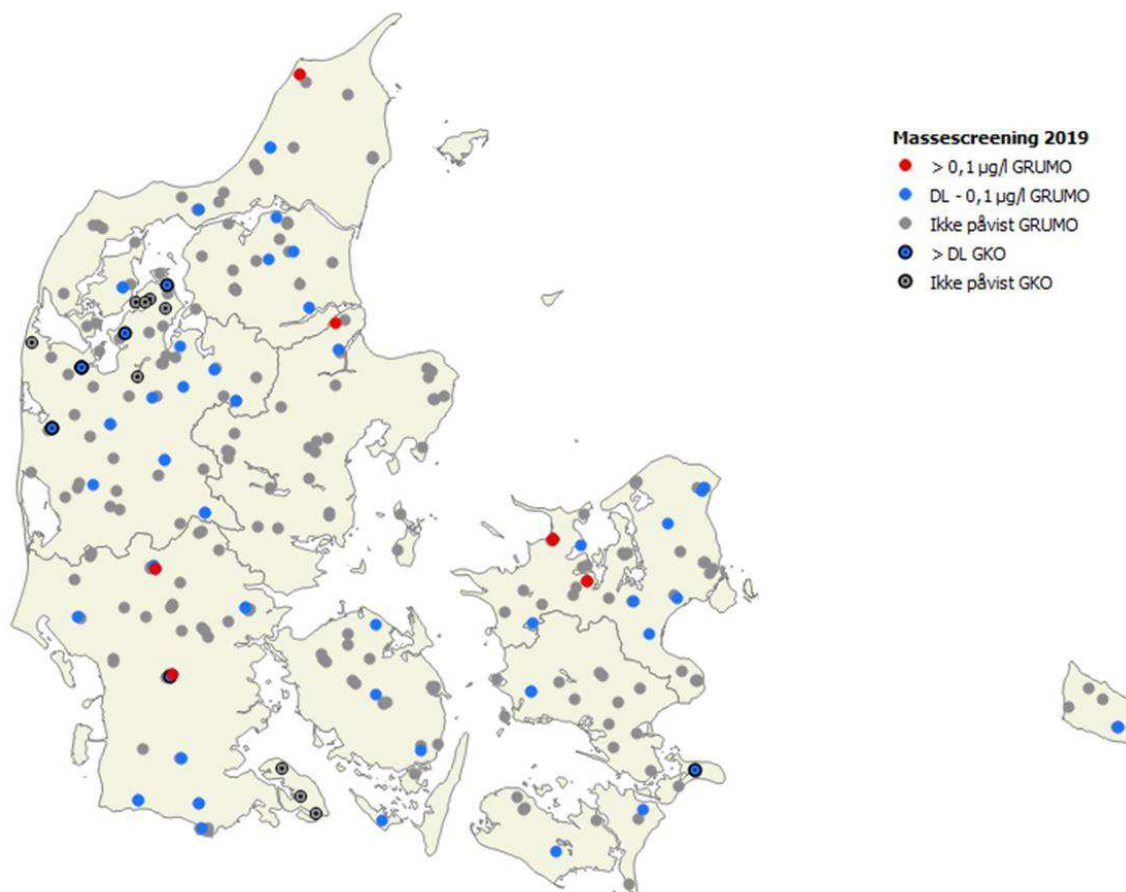 Massescreening 2019
> 0,1 µg/l GRUMO
DL - 0,1 µg/l GRUMO
Ikke påvist GRUMO
> DL GKO
Ikke påvist GKO